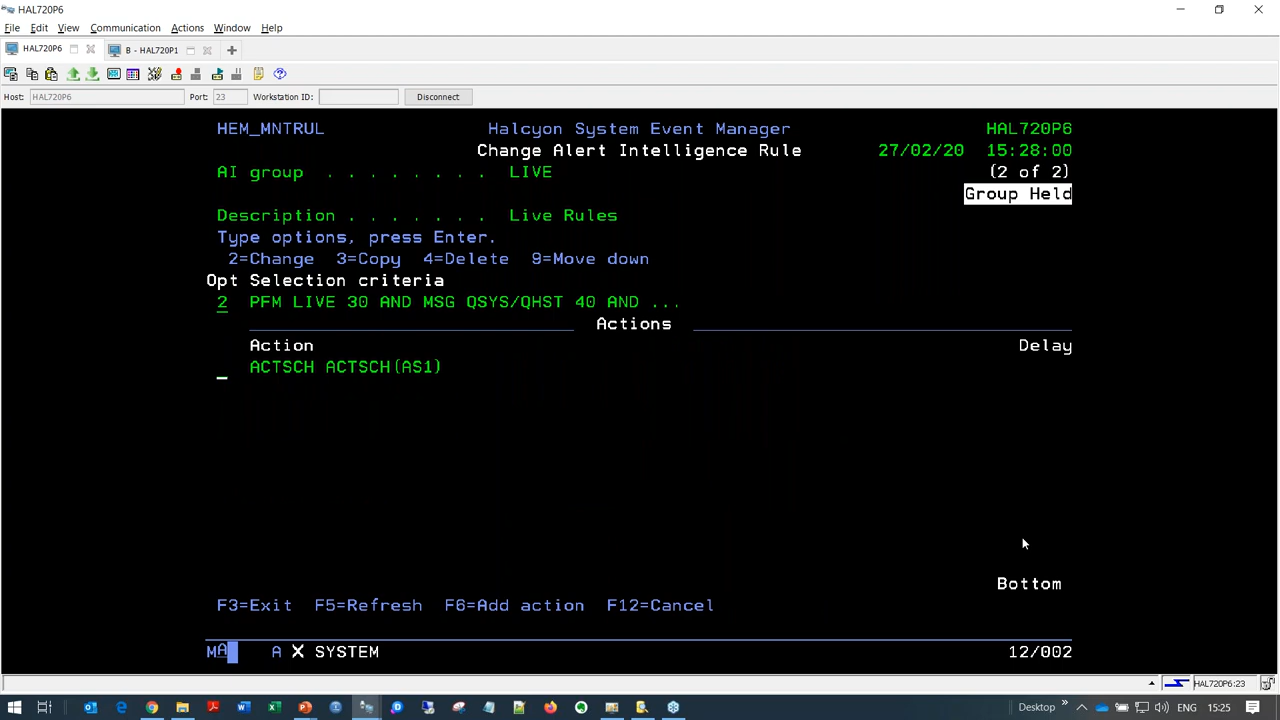 HAL720P6
File Edit View Communication Actions Window Help
HAL720P6 B - HAL720P1
Host: HAL720P6 Port: 23 Workstation ID: Disconnect
HEM_MNTRUL Halcyon System Event Manager HAL720P6
Change Alert Intelligence Rule 27/02/20 15:28:00
AI group . . . . . . . . LIVE (2 of 2)
Group Held
Description . . . . . . . Live Rules
Type options, press Enter.
2=Change 3=Copy 4=Delete 9=Move down
Opt Selection criteria
2 PFM LIVE 30 AND MSG QSYS/QHST 40 AND ...
Actions
Action Delay
ACTSCH ACTSCH(AS1)
Bottom
F3=Exit F5=Refresh F6=Add action F12=Cancel
MA A X SYSTEM 12/002
HAL720P6:23
Desktop ENG 15:25